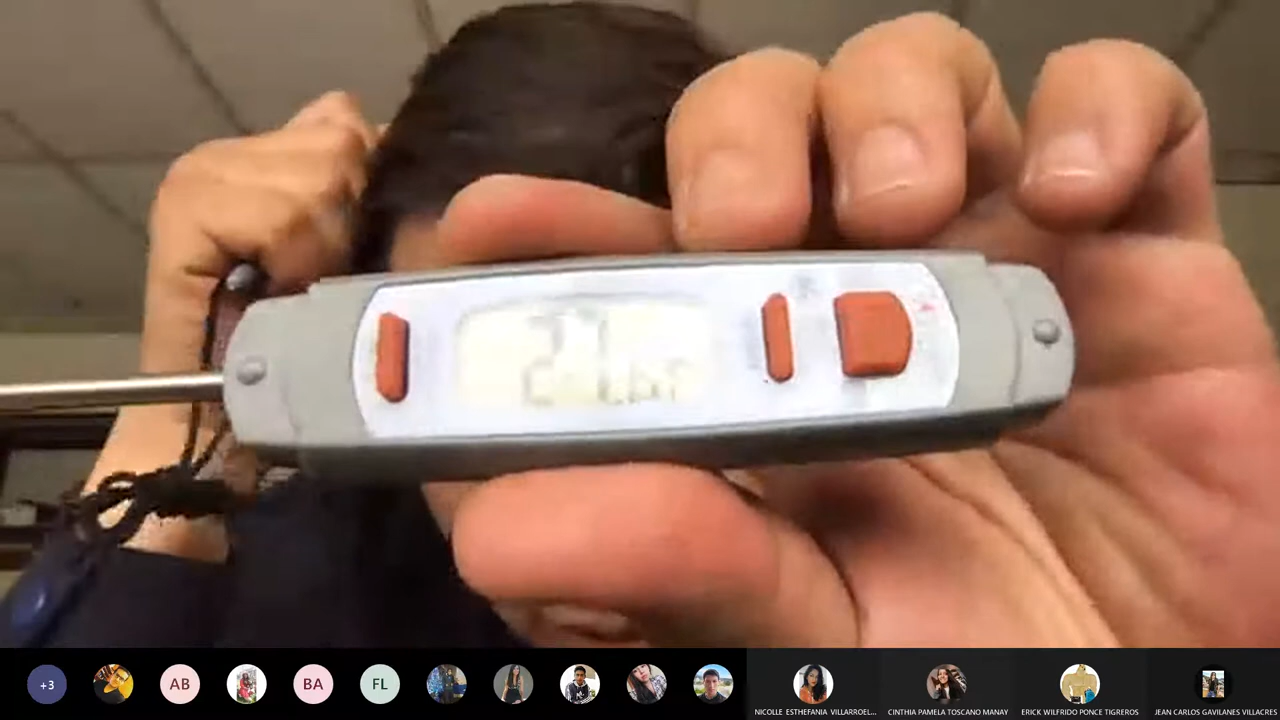 +3
AB
BA
FL
NICOLLE ESTHEFANIA VILLARROEL...
CINTHIA PAMELA TOSCANO MANAY
ERICK WILFRIDO PONCE TIGREROS
JEAN CARLOS GAVILANES VILLACRES